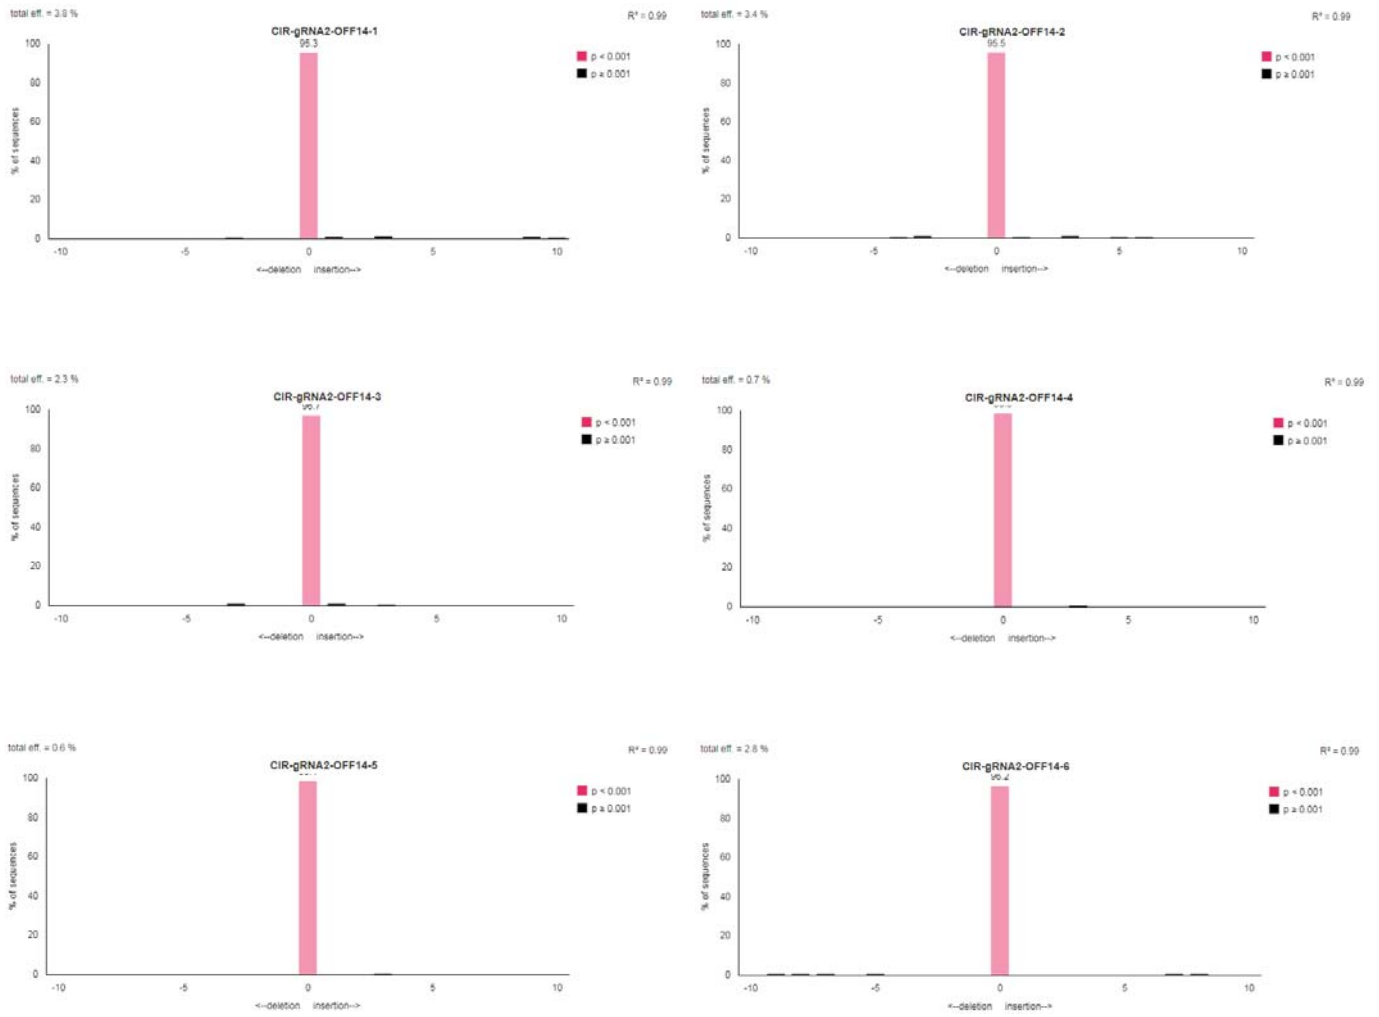 total eff. = 3.8 %
R² = 0.99
CIR-gRNA2-OFF14-1
95.3
p < 0.001
p ≥ 0.001
% of sequences
100
80
60
40
20
0
-10 -5 0 5 10
<--deletion insertion-->
total eff. = 3.4 %
R² = 0.99
CIR-gRNA2-OFF14-2
95.5
p < 0.001
p ≥ 0.001
% of sequences
100
80
60
40
20
0
-10 -5 0 5 10
<--deletion insertion-->
total eff. = 2.3 %
R² = 0.99
CIR-gRNA2-OFF14-3
96.7
p < 0.001
p ≥ 0.001
% of sequences
100
80
60
40
20
0
-10 -5 0 5 10
<--deletion insertion-->
total eff. = 0.7 %
R² = 0.99
CIR-gRNA2-OFF14-4
p < 0.001
p ≥ 0.001
% of sequences
100
80
60
40
20
0
-10 -5 0 5 10
<--deletion insertion-->
total eff. = 0.6 %
R² = 0.99
CIR-gRNA2-OFF14-5
p < 0.001
p ≥ 0.001
% of sequences
100
80
60
40
20
0
-10 -5 0 5 10
<--deletion insertion-->
total eff. = 2.8 %
R² = 0.99
CIR-gRNA2-OFF14-6
96.2
p < 0.001
p ≥ 0.001
% of sequences
100
80
60
40
20
0
-10 -5 0 5 10
<--deletion insertion-->